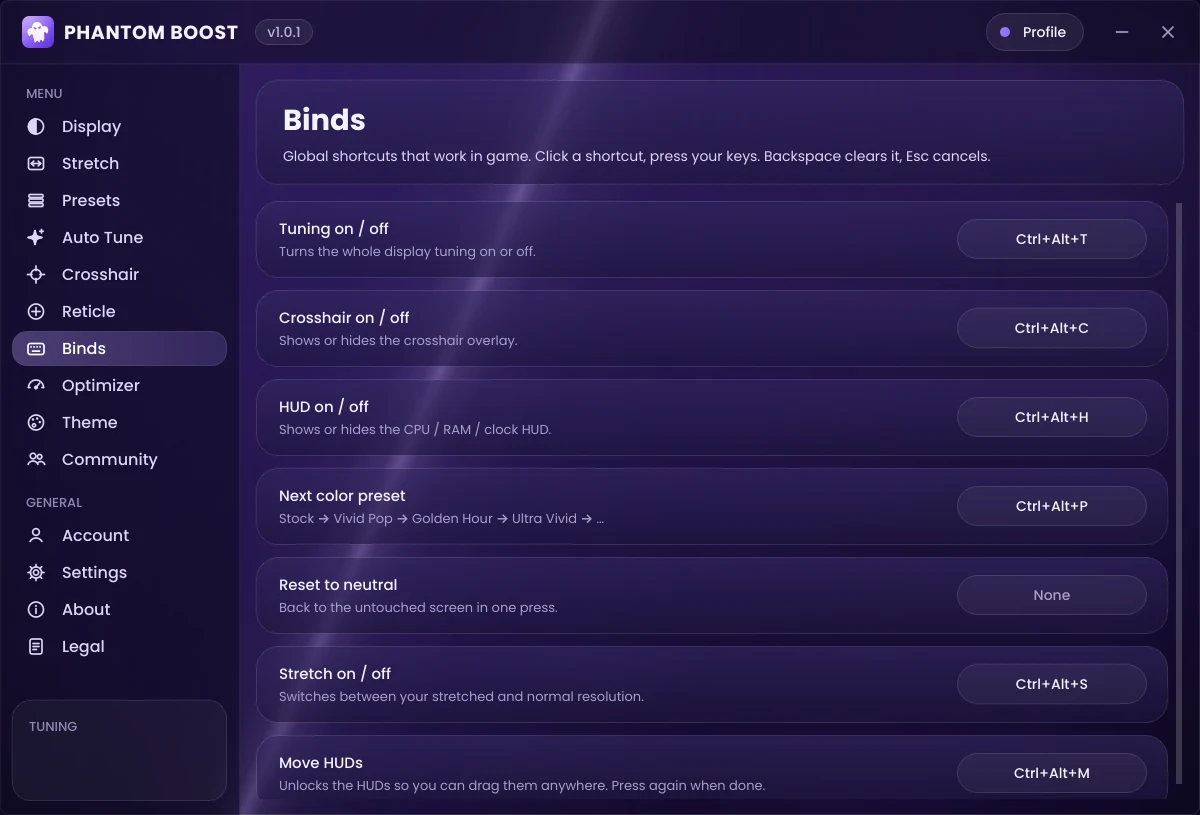 PHANTOM BOOST v1.0.1 Profile
MENU
Display
Stretch
Presets
Auto Tune
Crosshair
Reticle
Binds
Optimizer
Theme
Community
GENERAL
Account
Settings
About
Legal
TUNING
Binds
Global shortcuts that work in game. Click a shortcut, press your keys. Backspace clears it, Esc cancels.
Tuning on / off
Turns the whole display tuning on or off.
Ctrl+Alt+T
Crosshair on / off
Shows or hides the crosshair overlay.
Ctrl+Alt+C
HUD on / off
Shows or hides the CPU / RAM / clock HUD.
Ctrl+Alt+H
Next color preset
Stock → Vivid Pop → Golden Hour → Ultra Vivid → …
Ctrl+Alt+P
Reset to neutral
Back to the untouched screen in one press.
None
Stretch on / off
Switches between your stretched and normal resolution.
Ctrl+Alt+S
Move HUDs
Unlocks the HUDs so you can drag them anywhere. Press again when done.
Ctrl+Alt+M